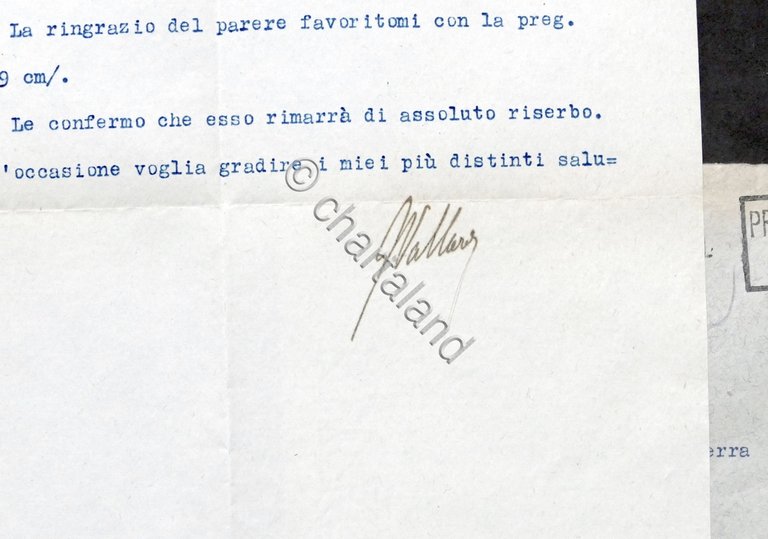 La ringrazio del parere favoritomi con la preg.
9 cm/.
Le confermo che esso rimarrà di assoluto riserbo.
'occasione voglia gradire i miei più distinti salu=
© chartaland
PR
erra